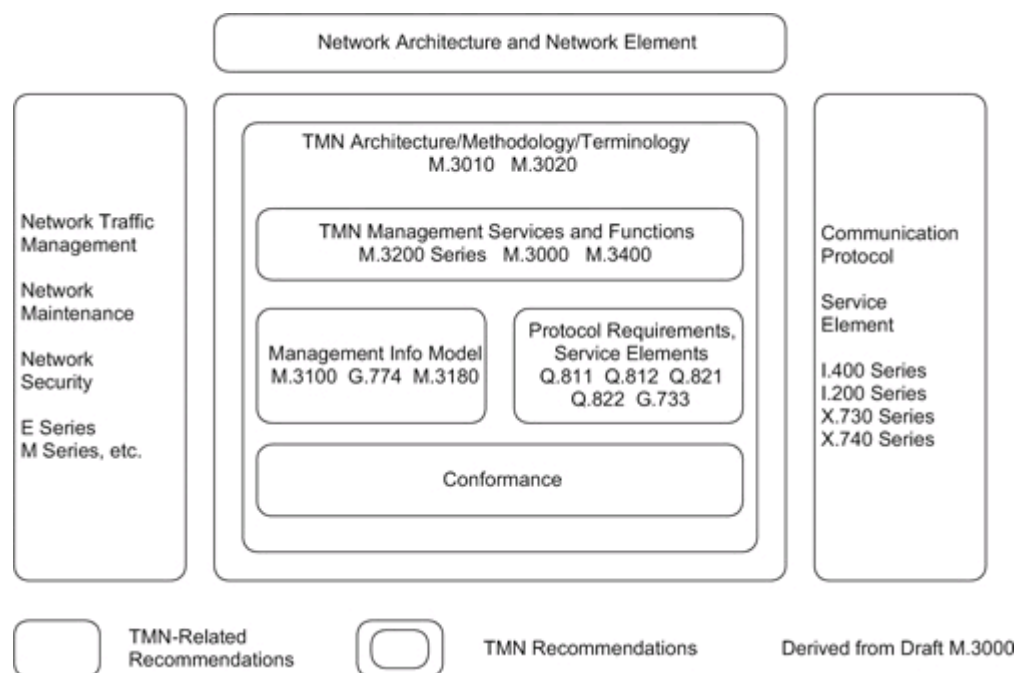 Network Architecture and Network Element
Network Traffic
Management
Network
Maintenance
Network
Security
E Series
M Series, etc.
TMN Architecture/Methodology/Terminology
M.3010 M.3020
TMN Management Services and Functions
M.3200 Series M.3000 M.3400
Management Info Model
M.3100 G.774 M.3180
Protocol Requirements,
Service Elements
Q.811 Q.812 Q.821
Q.822 G.733
Conformance
Communication
Protocol
Service
Element
I.400 Series
I.200 Series
X.730 Series
X.740 Series
TMN-Related
Recommendations
TMN Recommendations
Derived from Draft M.3000